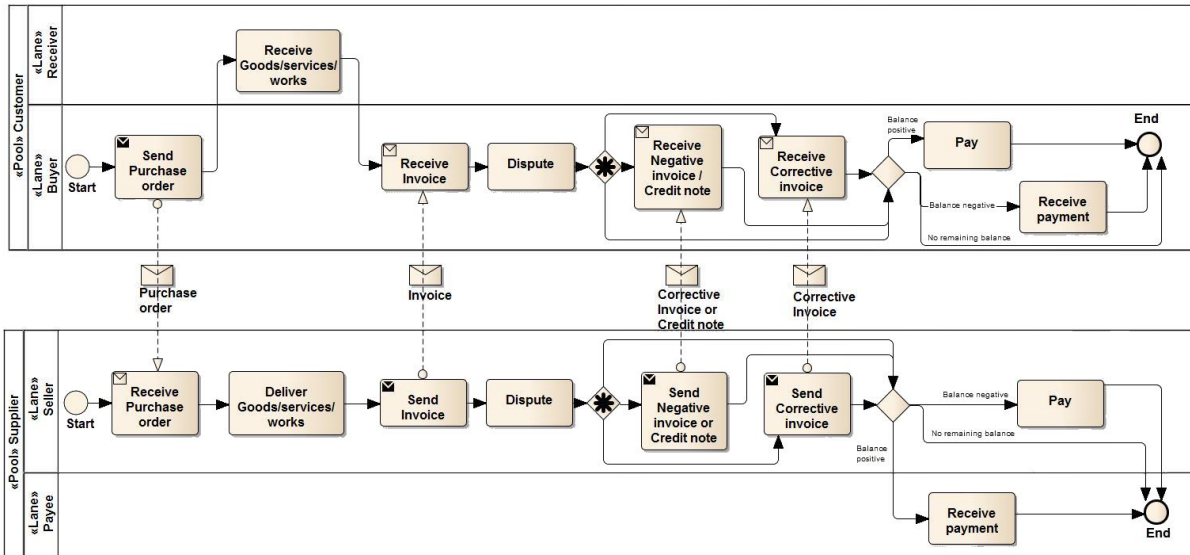 «Pool» Customer
«Lane»
Receiver
Receive
Goods/services/
works
«Lane»
Buyer
Start
Send
Purchase
order
Receive
Invoice
Dispute
Receive
Negative
invoice /
Credit note
Receive
Corrective
invoice
Balance
positive
Pay
End
Balance negative
Receive
payment
No remaining balance
Purchase
order
Invoice
Corrective
Invoice or
Credit note
Corrective
Invoice
«Pool» Supplier
«Lane»
Seller
Start
Receive
Purchase
order
Deliver
Goods/services/
works
Send
Invoice
Dispute
Send
Negative
invoice or
Credit note
Send
Corrective
invoice
Balance negative
Pay
No remaining balance
Balance
positive
«Lane»
Payee
Receive
payment
End